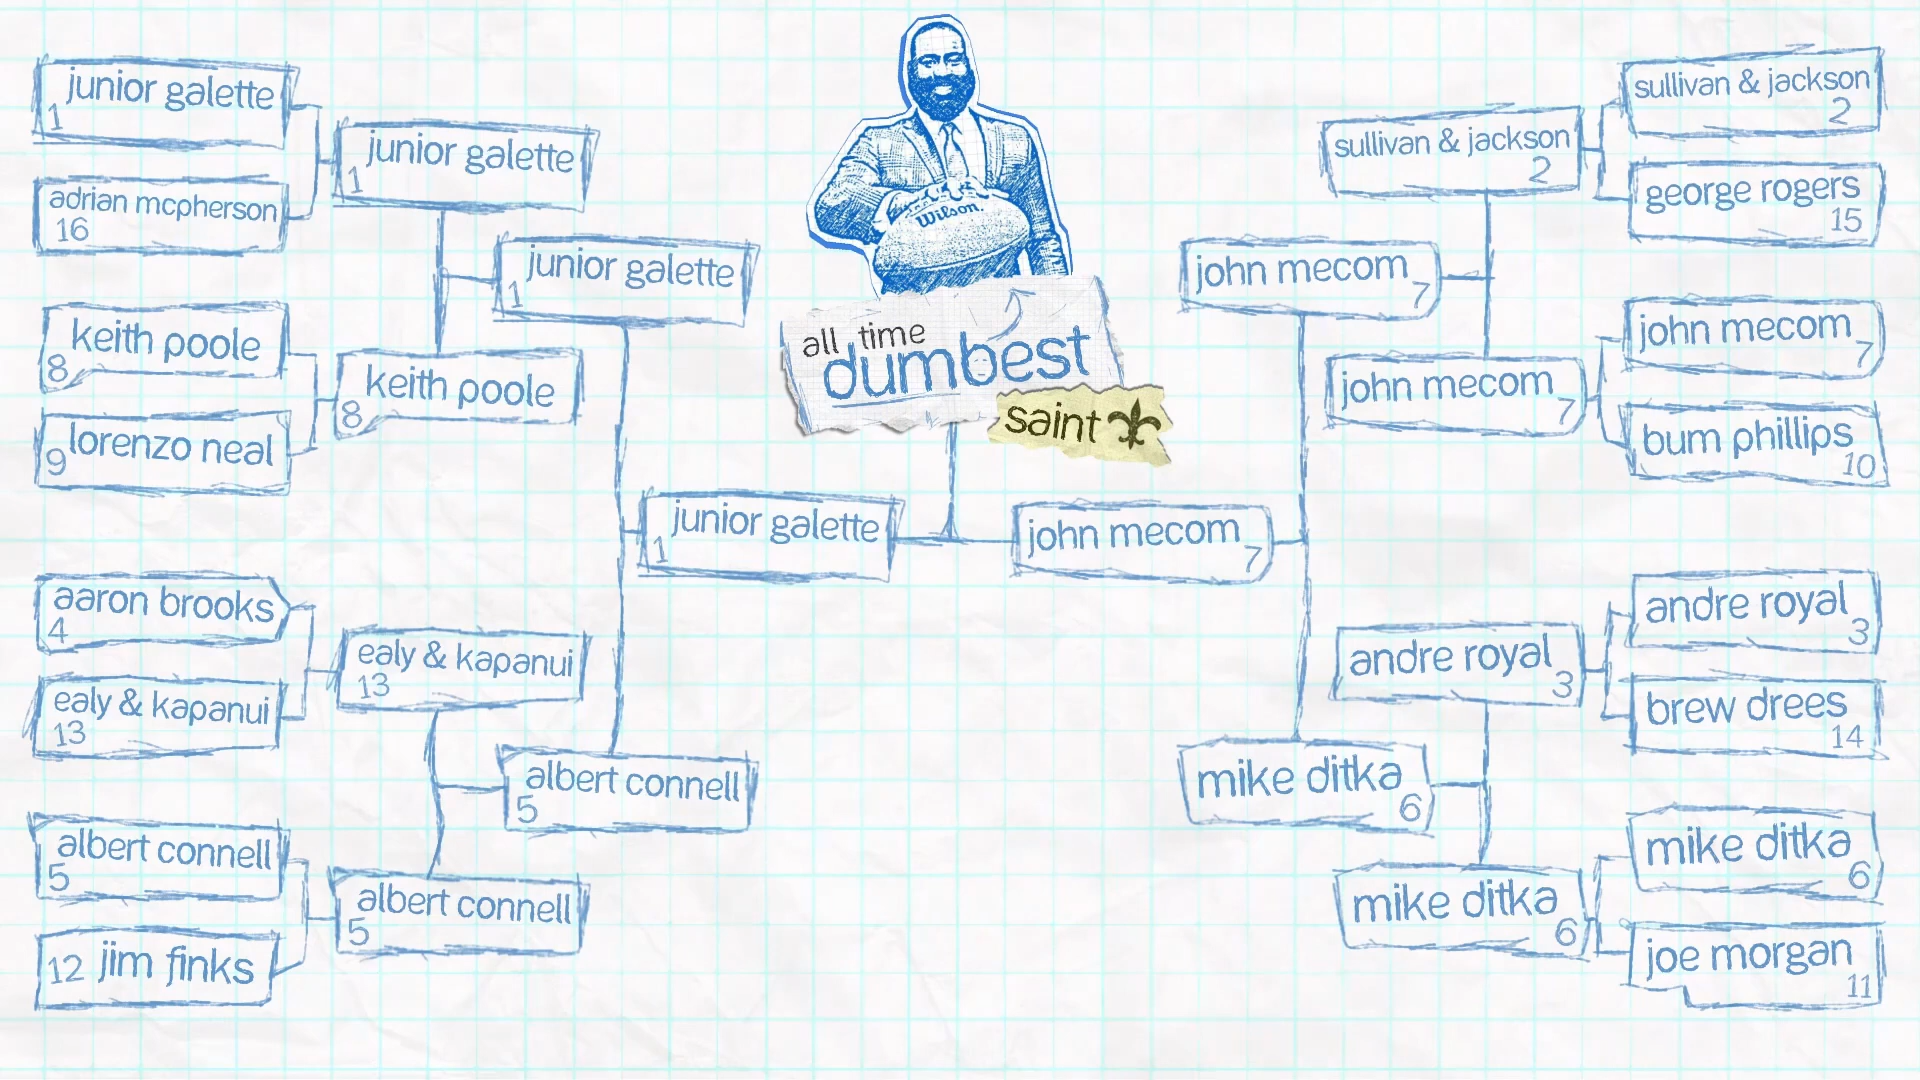 junior galette
1
adrian mcpherson
16
keith poole
8
lorenzo neal
9
aaron brooks
4
ealy & kapanui
13
albert connell
5
12 jim finks
junior galette
1
keith poole
8
ealy & kapanui
13
albert connell
5
junior galette
1
albert connell
5
junior galette
1
Wilson
all time
dumbest
saint
john mecom
7
john mecom
7
mike ditka
6
sullivan & jackson
2
john mecom
7
andre royal
3
mike ditka
6
sullivan & jackson
2
george rogers
15
john mecom
7
bum phillips
10
andre royal
3
brew drees
14
mike ditka
6
joe morgan
11